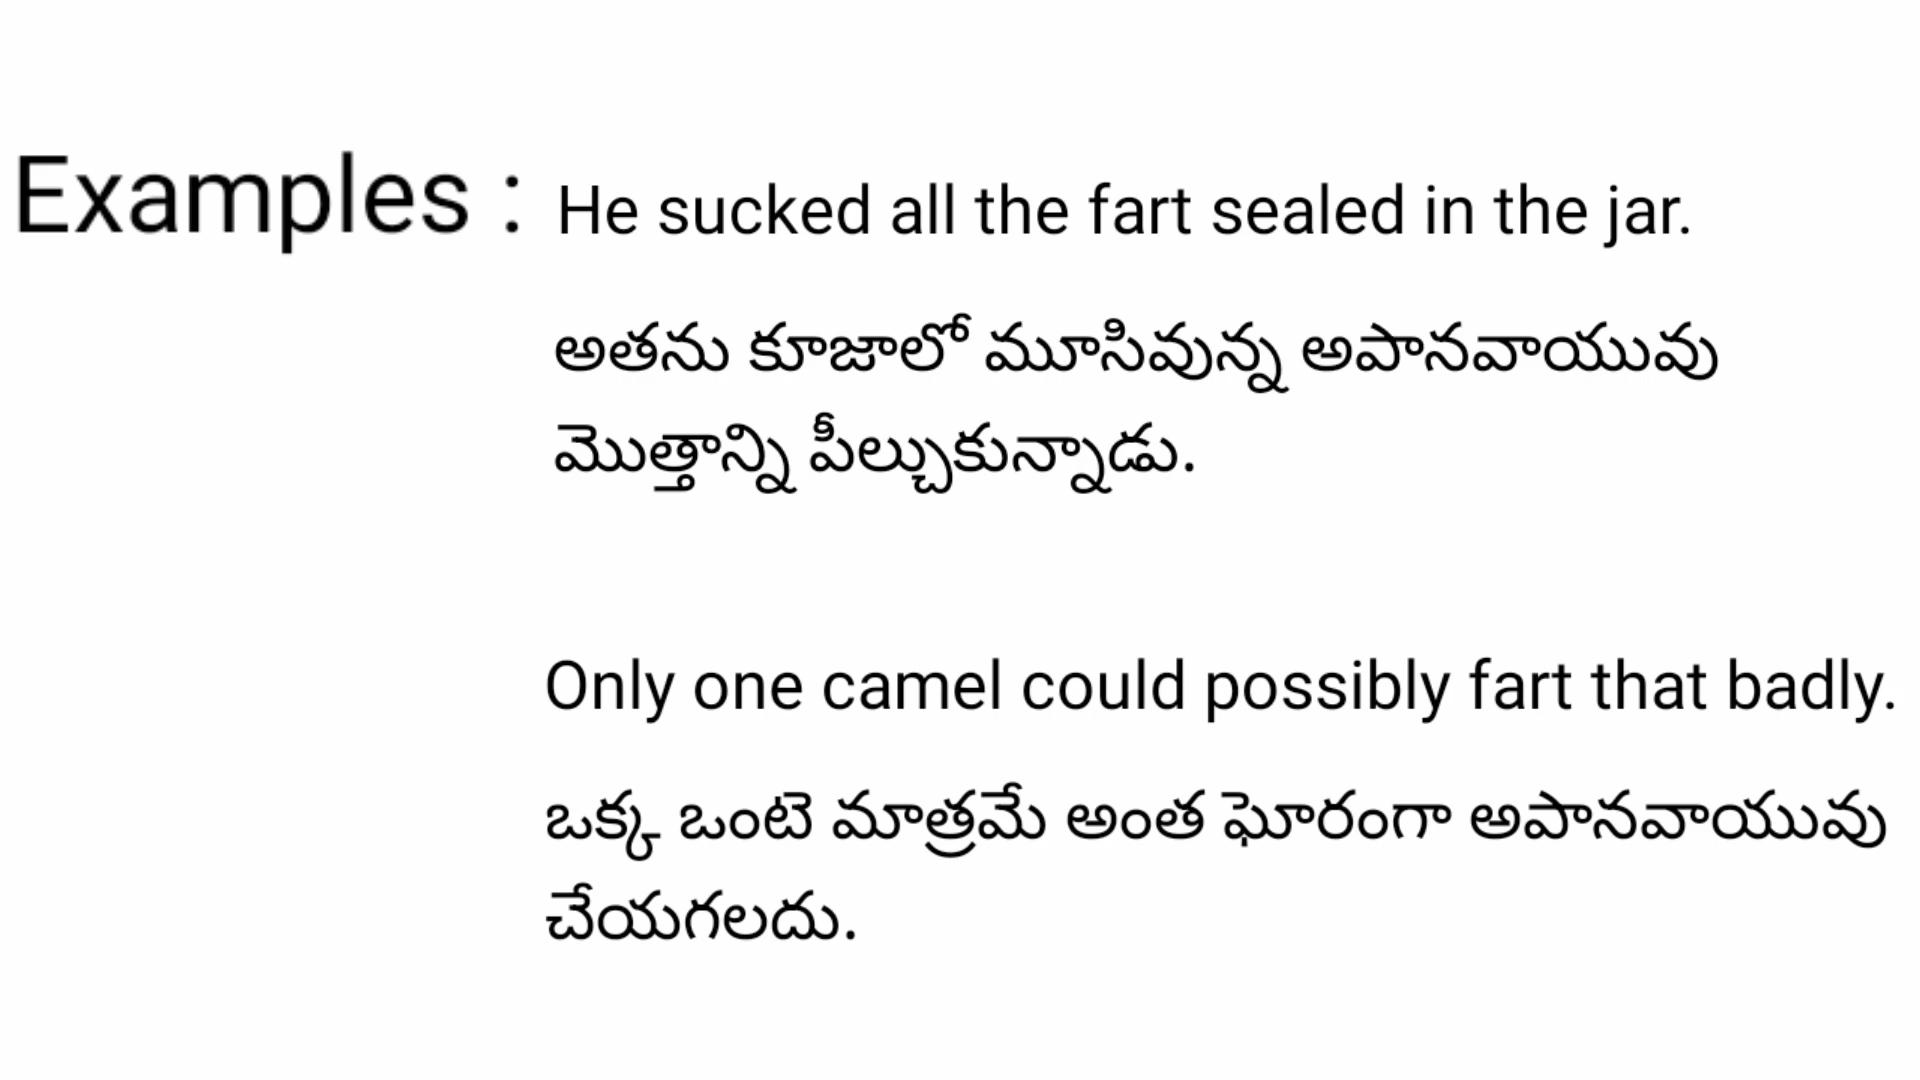 Examples : He sucked all the fart sealed in the jar.
అతను కూజాలో మూసివున్న అపానవాయువు
మొత్తాన్ని పీల్చుకున్నాడు.
Only one camel could possibly fart that badly.
ఒక్క ఒంటె మాత్రమే అంత ఘోరంగా అపానవాయువు
చేయగలదు.